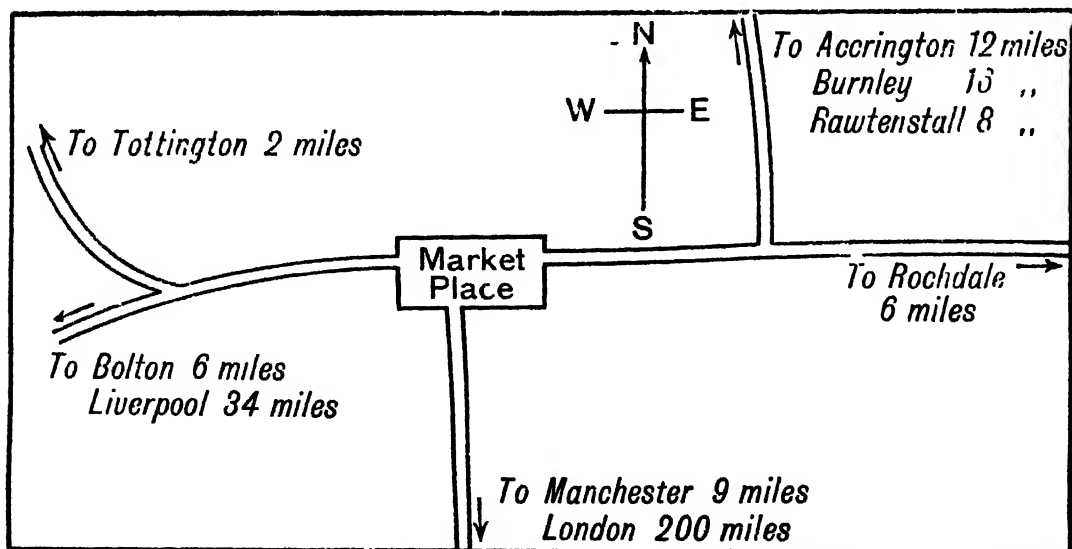 N
W E
S
To Accrington 12 miles
Burnley 16 „
Rawtenstall 8 „
To Tottington 2 miles
Market
Place
To Rochdale
6 miles
To Bolton 6 miles
Liverpool 34 miles
To Manchester 9 miles
London 200 miles